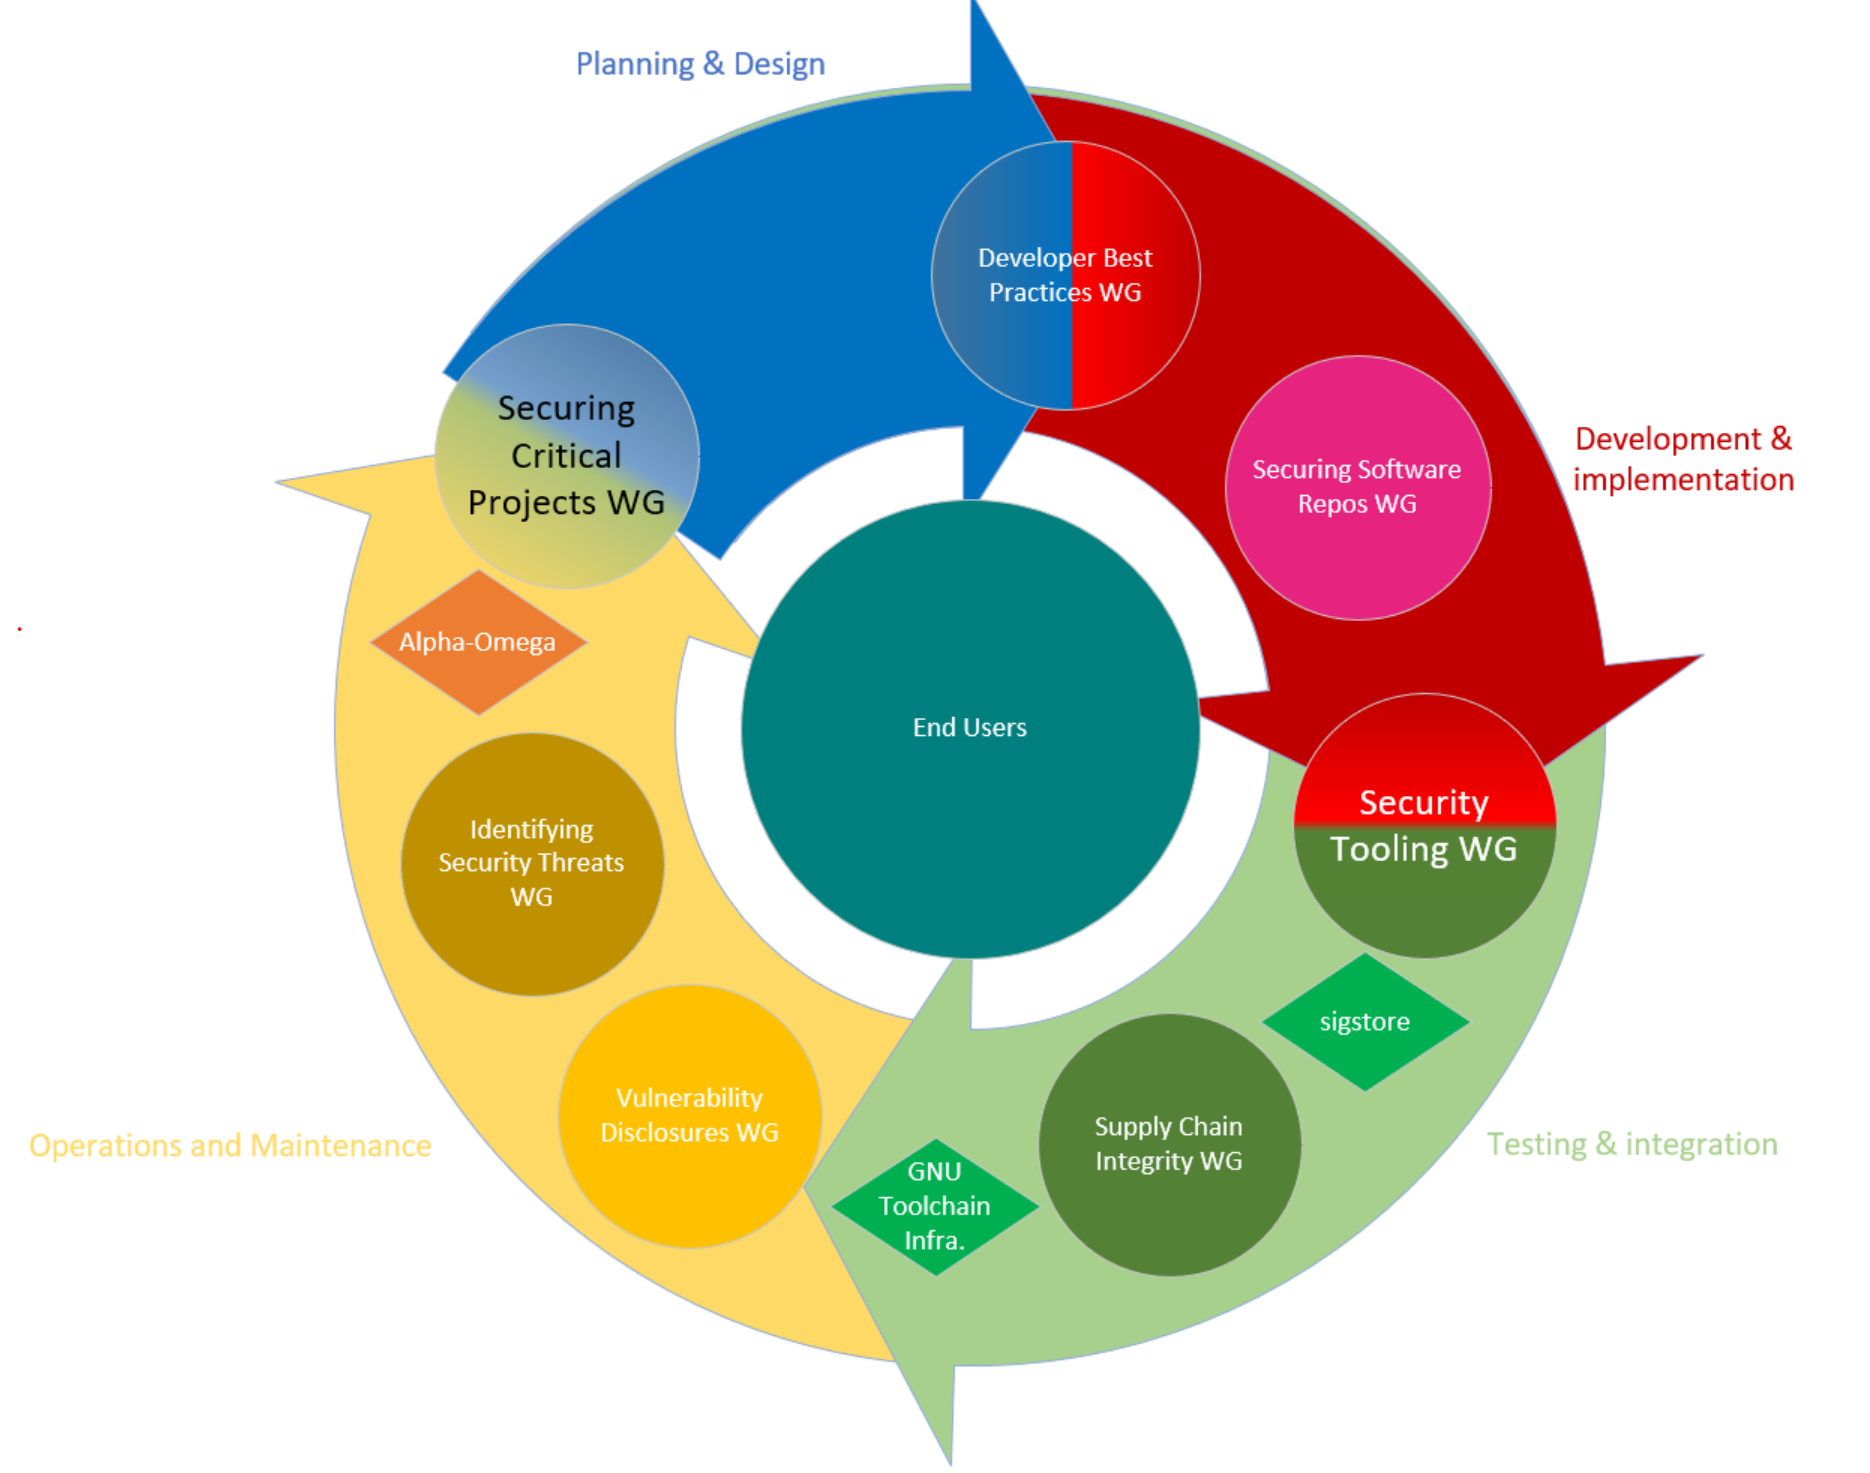 Planning & Design
Developer Best
Practices WG
Securing
Critical
Projects WG
Securing Software
Repos WG
Development &
implementation
Alpha-Omega
End Users
Security
Tooling WG
Identifying
Security Threats
WG
sigstore
Vulnerability
Disclosures WG
Supply Chain
Integrity WG
GNU
Toolchain
Infra.
Operations and Maintenance
Testing & integration